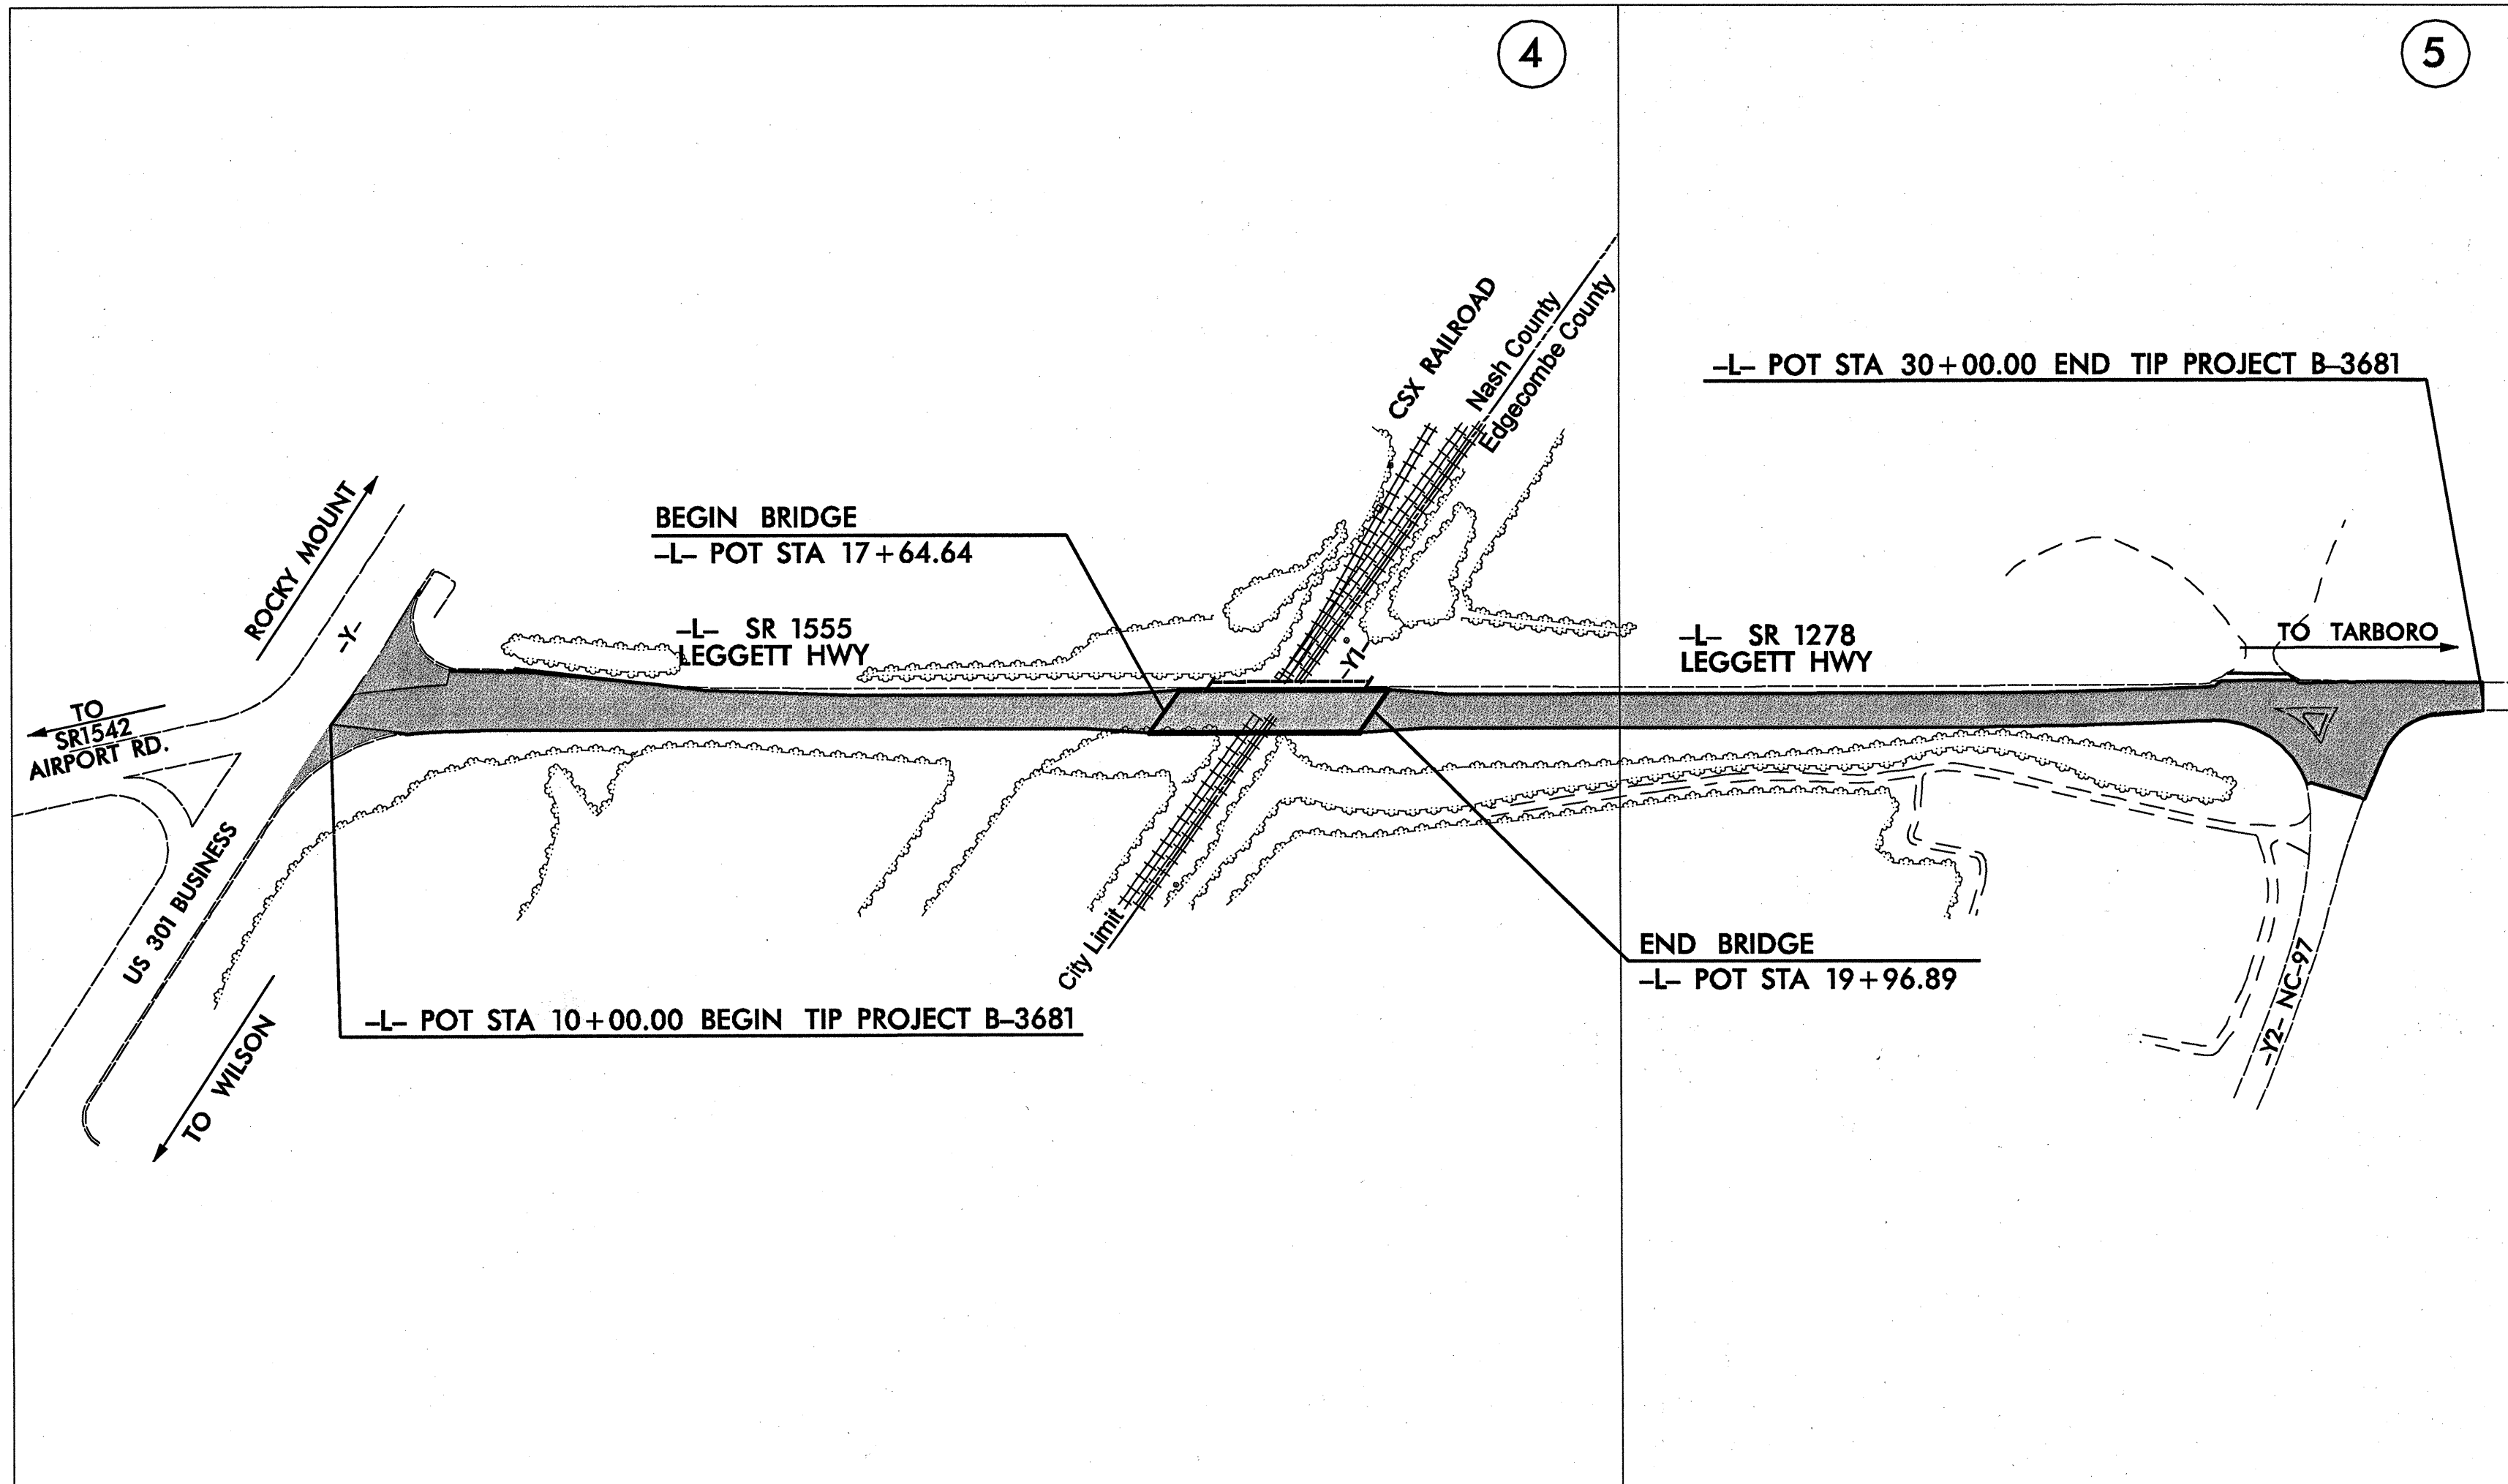 4
5
CSX RAILROAD
Nash County
Edgecombe County
-L- POT STA 30+00.00 END TIP PROJECT B-3681
ROCKY MOUNT
-Y-
BEGIN BRIDGE
-L- POT STA 17+64.64
-L- SR 1555
LEGGETT HWY
-Y1-
-L- SR 1278
LEGGETT HWY
TO TARBORO
TO
SR1542
AIRPORT RD.
US 301 BUSINESS
City Limit
END BRIDGE
-L- POT STA 19+96.89
-Y2- NC-97
-L- POT STA 10+00.00 BEGIN TIP PROJECT B-3681
TO WILSON